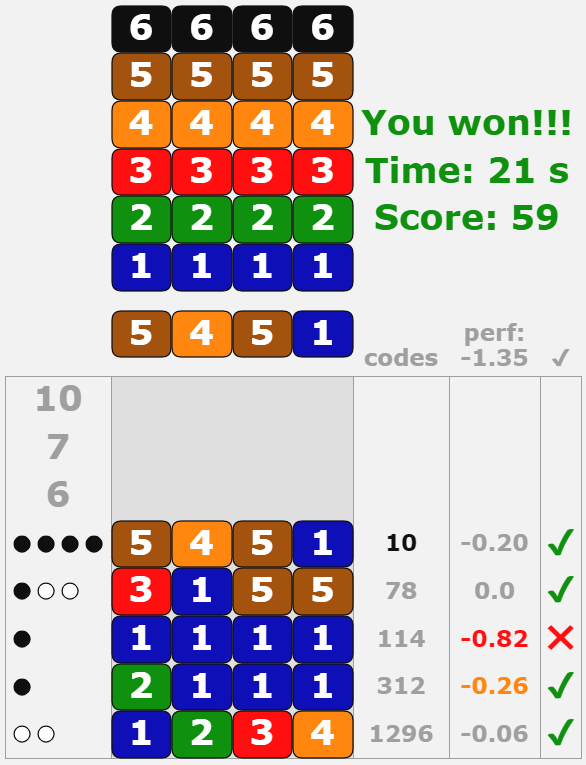 6 6 6 6
5 5 5 5
4 4 4 4 You won!!!
3 3 3 3 Time: 21 s
2 2 2 2 Score: 59
1 1 1 1
5 4 5 1
perf:
codes -1.35 ✓
10
7
6
5 4 5 1 10 -0.20 ✓
3 1 5 5 78 0.0 ✓
1 1 1 1 114 -0.82 ✕
2 1 1 1 312 -0.26 ✓
1 2 3 4 1296 -0.06 ✓